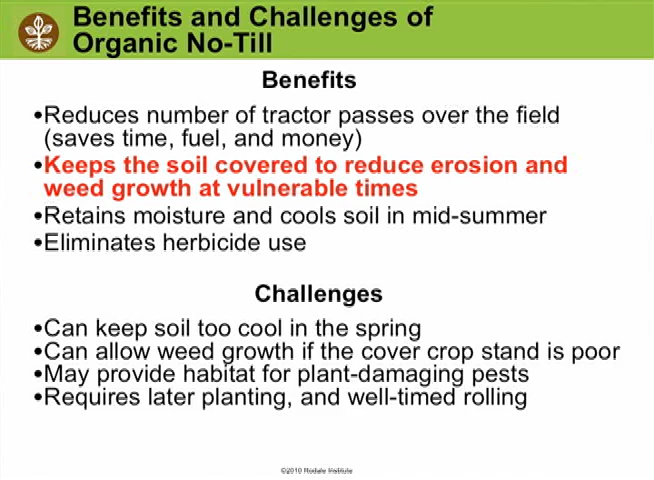 Benefits and Challenges of
Organic No-Till
Benefits
•Reduces number of tractor passes over the field
(saves time, fuel, and money)
•Keeps the soil covered to reduce erosion and
weed growth at vulnerable times
•Retains moisture and cools soil in mid-summer
•Eliminates herbicide use
Challenges
•Can keep soil too cool in the spring
•Can allow weed growth if the cover crop stand is poor
•May provide habitat for plant-damaging pests
•Requires later planting, and well-timed rolling
©2010 Rodale Institute